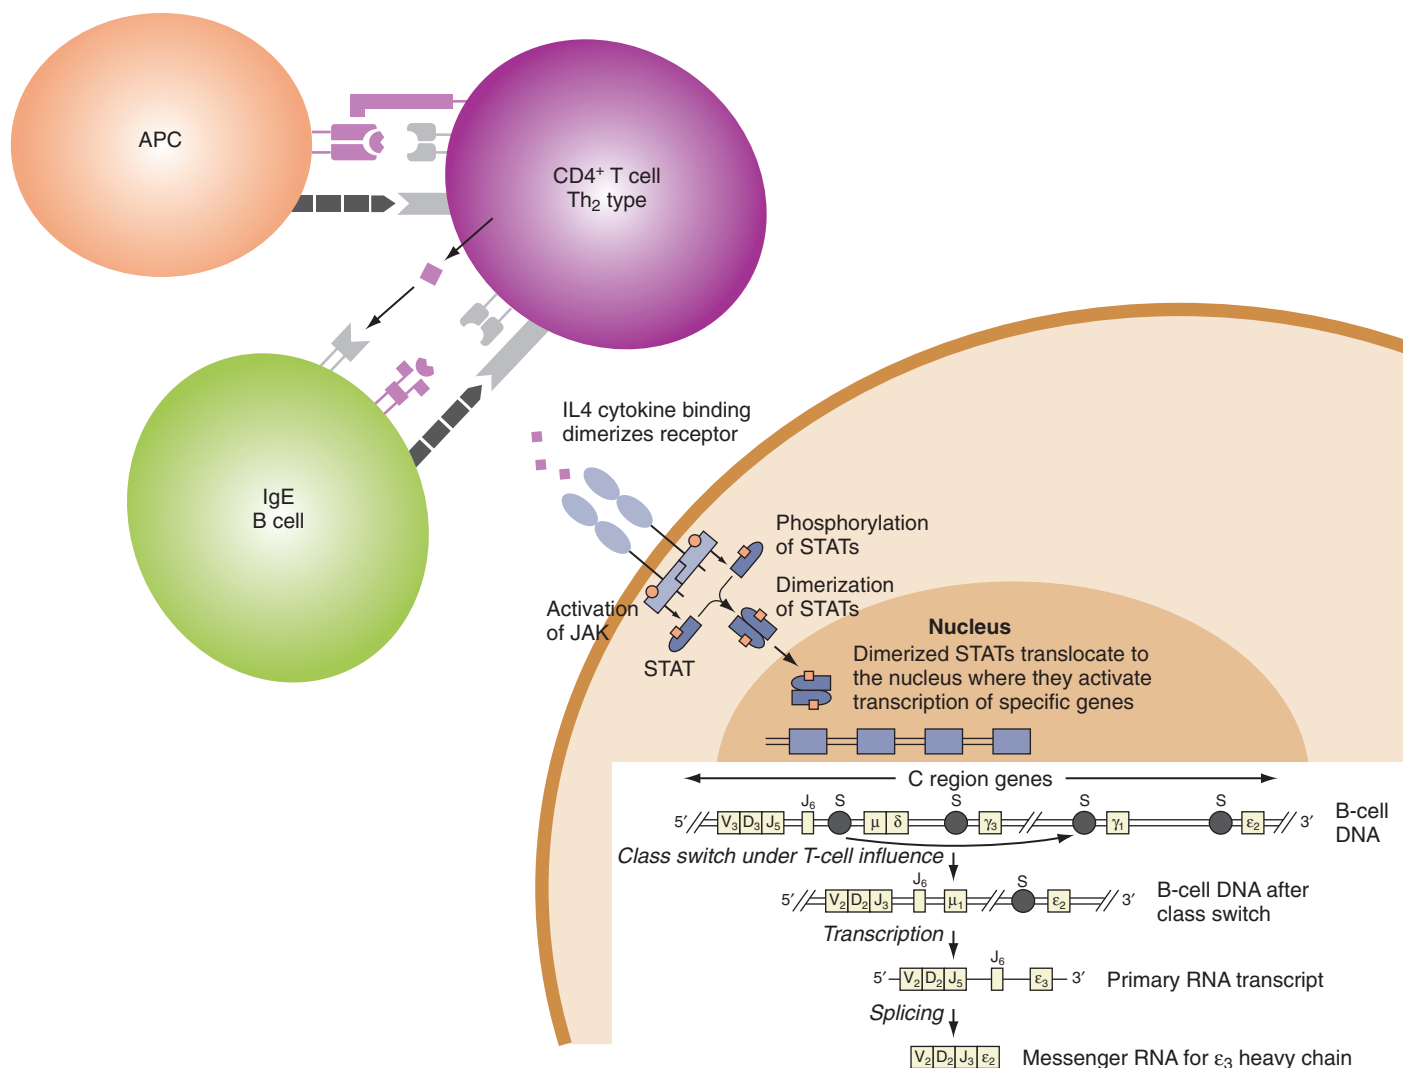 APC
CD4⁺ T cell
Th₂ type
IgE
B cell
IL4 cytokine binding
dimerizes receptor
Phosphorylation
of STATs
Dimerization
of STATs
Activation
of JAK
STAT
Nucleus
Dimerized STATs translocate to
the nucleus where they activate
transcription of specific genes
C region genes
J₆ S S S S
5′ V₃ D₃ J₅ μ δ γ₃ γ₁ ε₂ 3′
B-cell
DNA
Class switch under T-cell influence
J₆ S
5′ V₂ D₂ J₃ μ₁ ε₂ 3′
B-cell DNA after
class switch
Transcription
J₆
5′ V₂ D₂ J₅ ε₃ 3′
Primary RNA transcript
Splicing
V₂ D₂ J₃ ε₂
Messenger RNA for ε₃ heavy chain